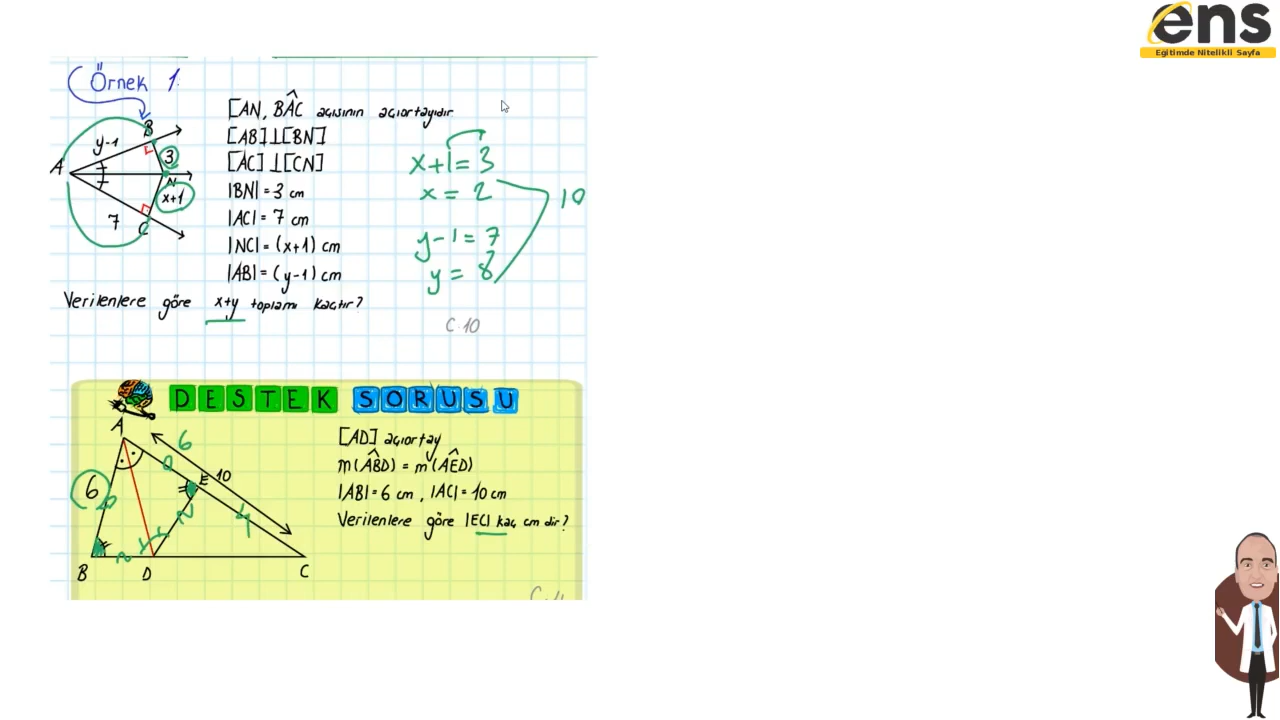 ens
Eğitimde Nitelikli Sayfa
Örnek 1.
[AN, BÂC açısının açıortayıdır
[AB]⊥[BN]
[AC]⊥[CN]
|BN| = 3 cm
|AC| = 7 cm
|NC| = (x+1) cm
|AB| = (y-1) cm
Verilenlere göre x+y toplamı kaçtır?
A
y-1
B
3
N
x+1
7
C
x+1=3
x = 2
y-1=7
y = 8
10
C.10
DESTEK SORUSU
[AD] açıortay
m(AB̂D) = m(AÊD)
|AB| = 6 cm, |AC| = 10 cm
Verilenlere göre |EC| kaç cm dir?
A
6
10
E
6
4
B
D
C